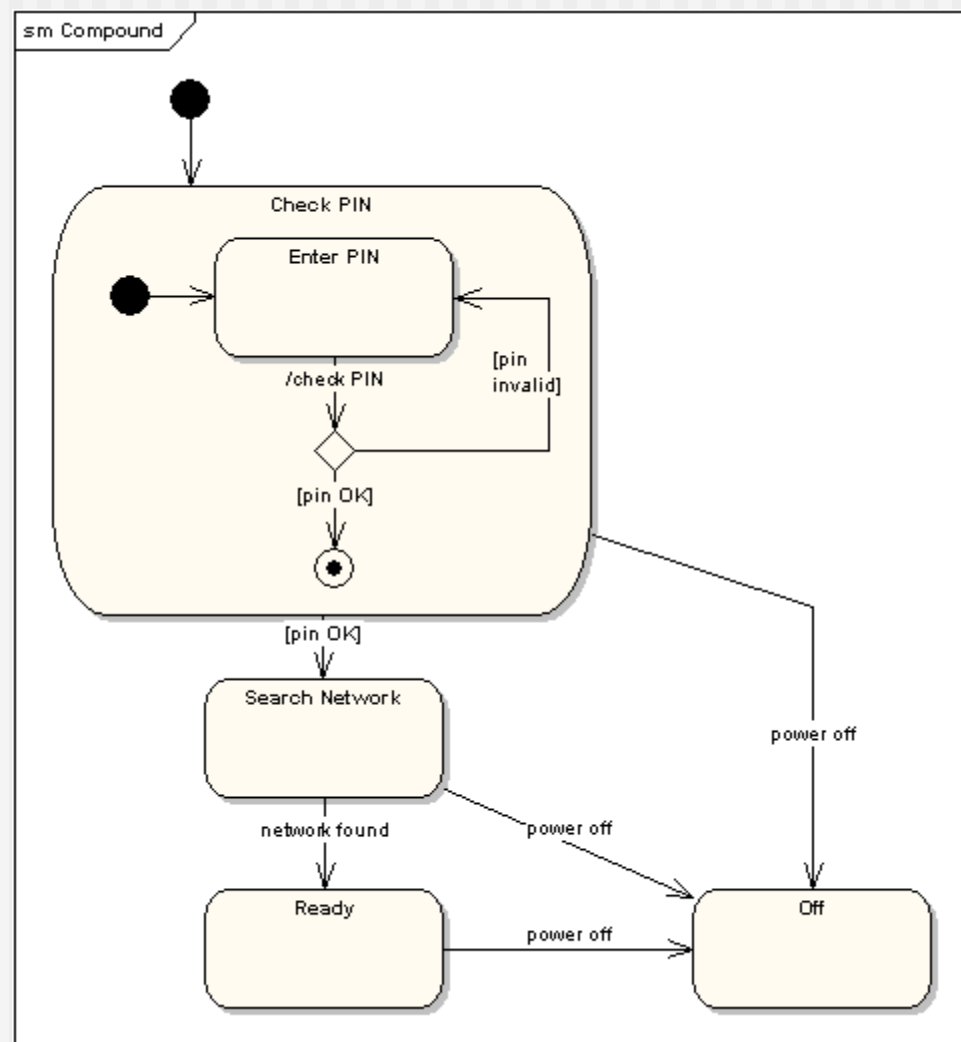 sm Compound
Check PIN
Enter PIN
/check PIN
[pin
invalid]
[pin OK]
[pin OK]
Search Network
power off
network found
power off
Ready
Off
power off